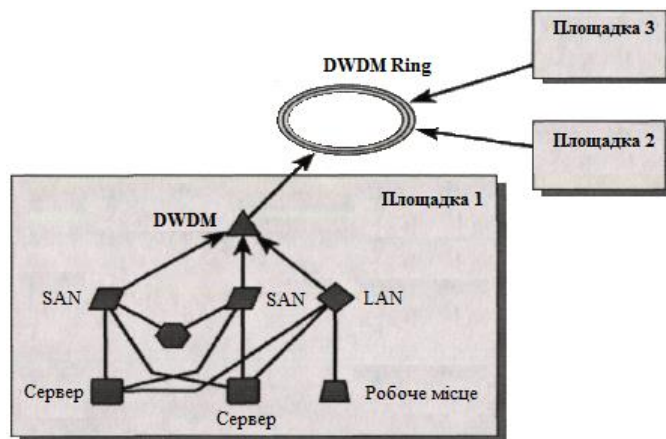 Площадка 3
DWDM Ring
Площадка 2
Площадка 1
DWDM
SAN
SAN
LAN
Сервер
Сервер
Робоче місце